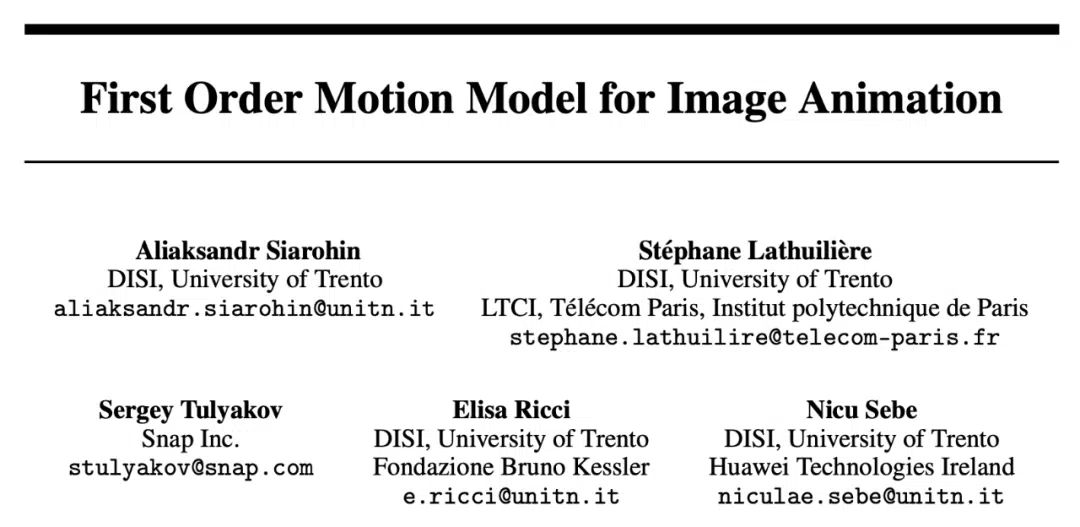 First Order Motion Model for Image Animation
Aliaksandr Siarohin
DISI, University of Trento
aliaksandr.siarohin@unitn.it
Stéphane Lathuilière
DISI, University of Trento
LTCI, Télécom Paris, Institut polytechnique de Paris
stephane.lathuilire@telecom-paris.fr
Sergey Tulyakov
Snap Inc.
stulyakov@snap.com
Elisa Ricci
DISI, University of Trento
Fondazione Bruno Kessler
e.ricci@unitn.it
Nicu Sebe
DISI, University of Trento
Huawei Technologies Ireland
niculae.sebe@unitn.it